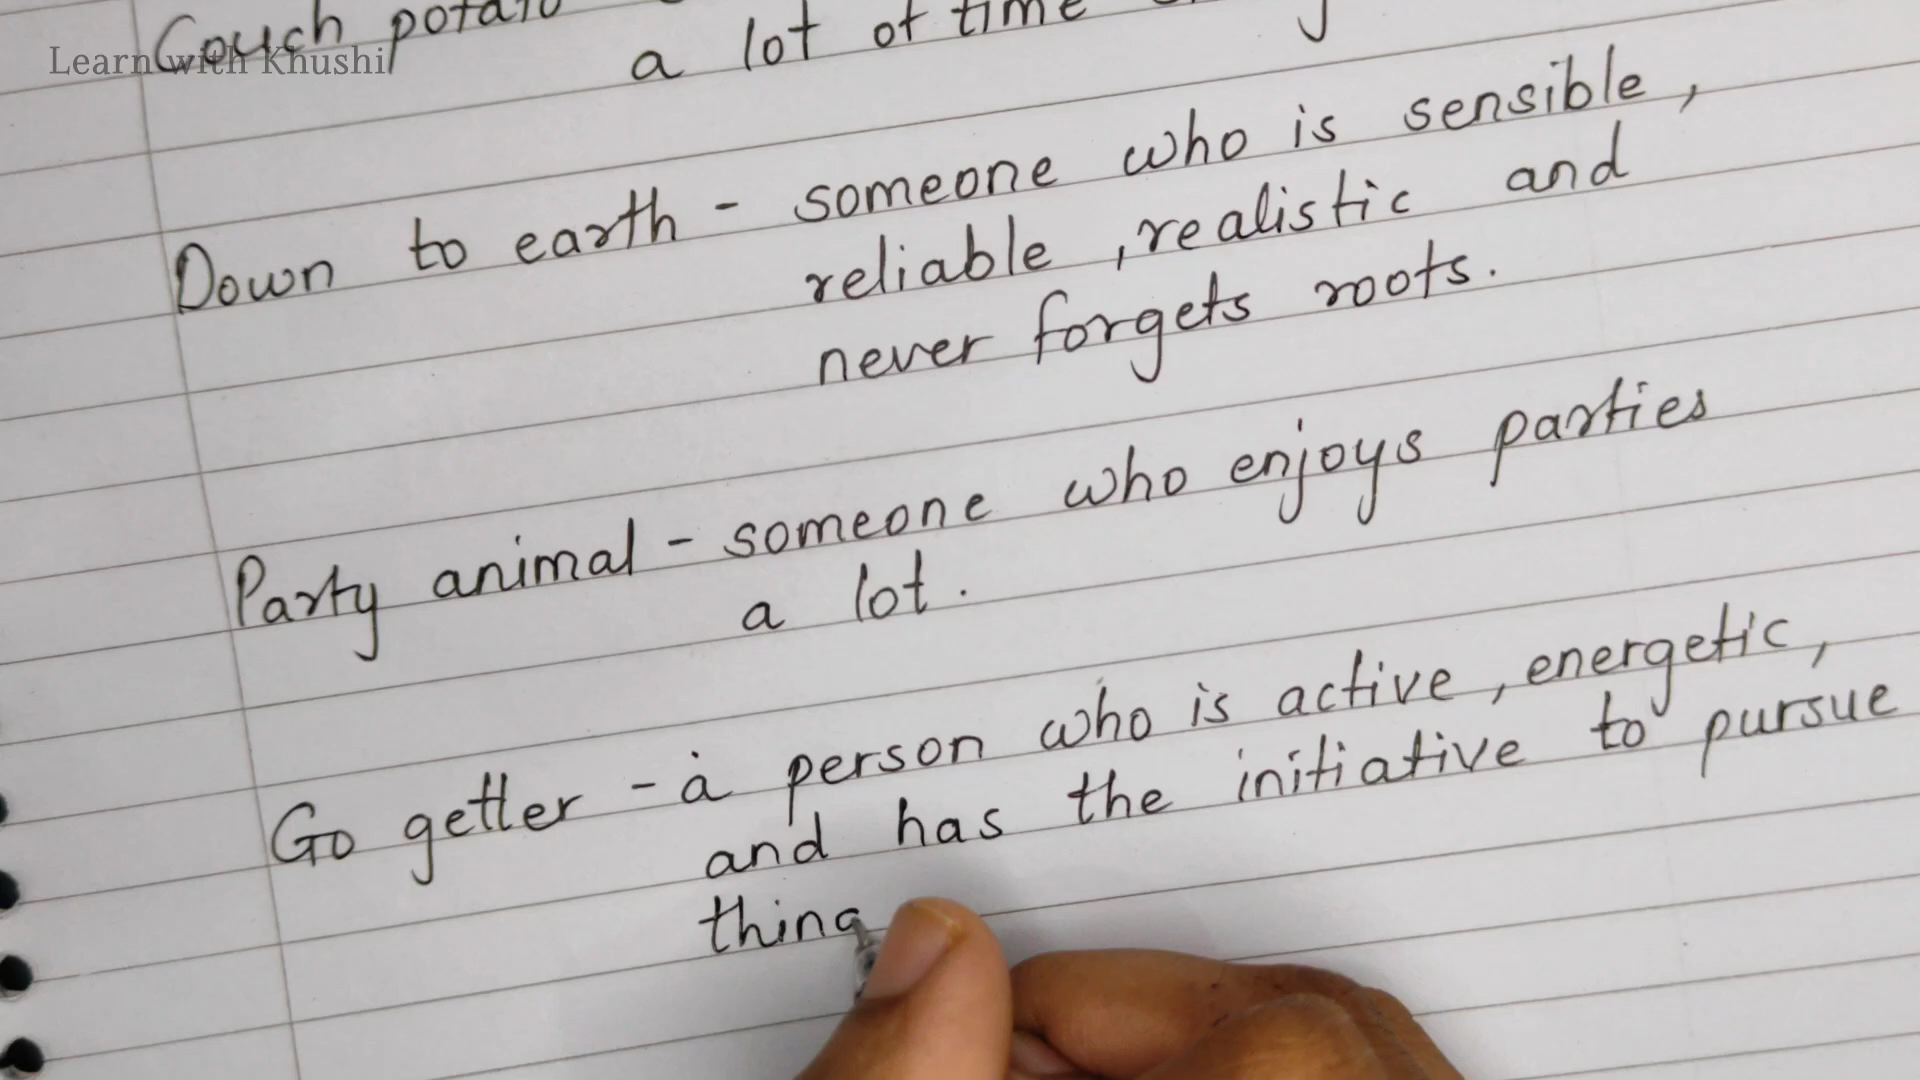 Learn with Khushi
Couch potato
a lot of time
Down to earth - someone who is sensible,
reliable, realistic and
never forgets roots.
Party animal - someone who enjoys parties
a lot.
Go getter - a person who is active, energetic,
and has the initiative to pursue
thing